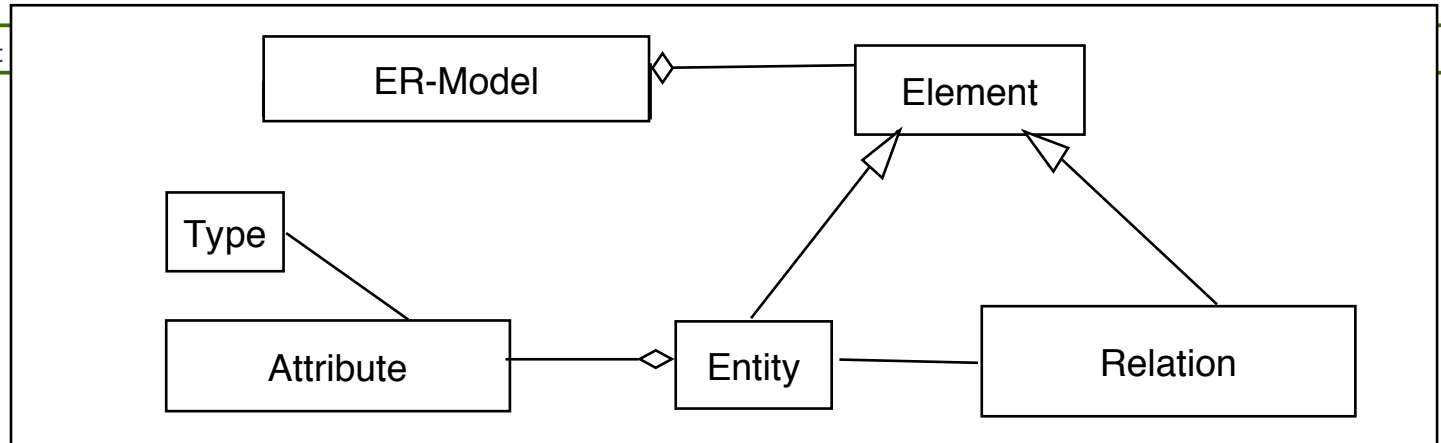 ER-Model
Element
Type
Attribute
Entity
Relation